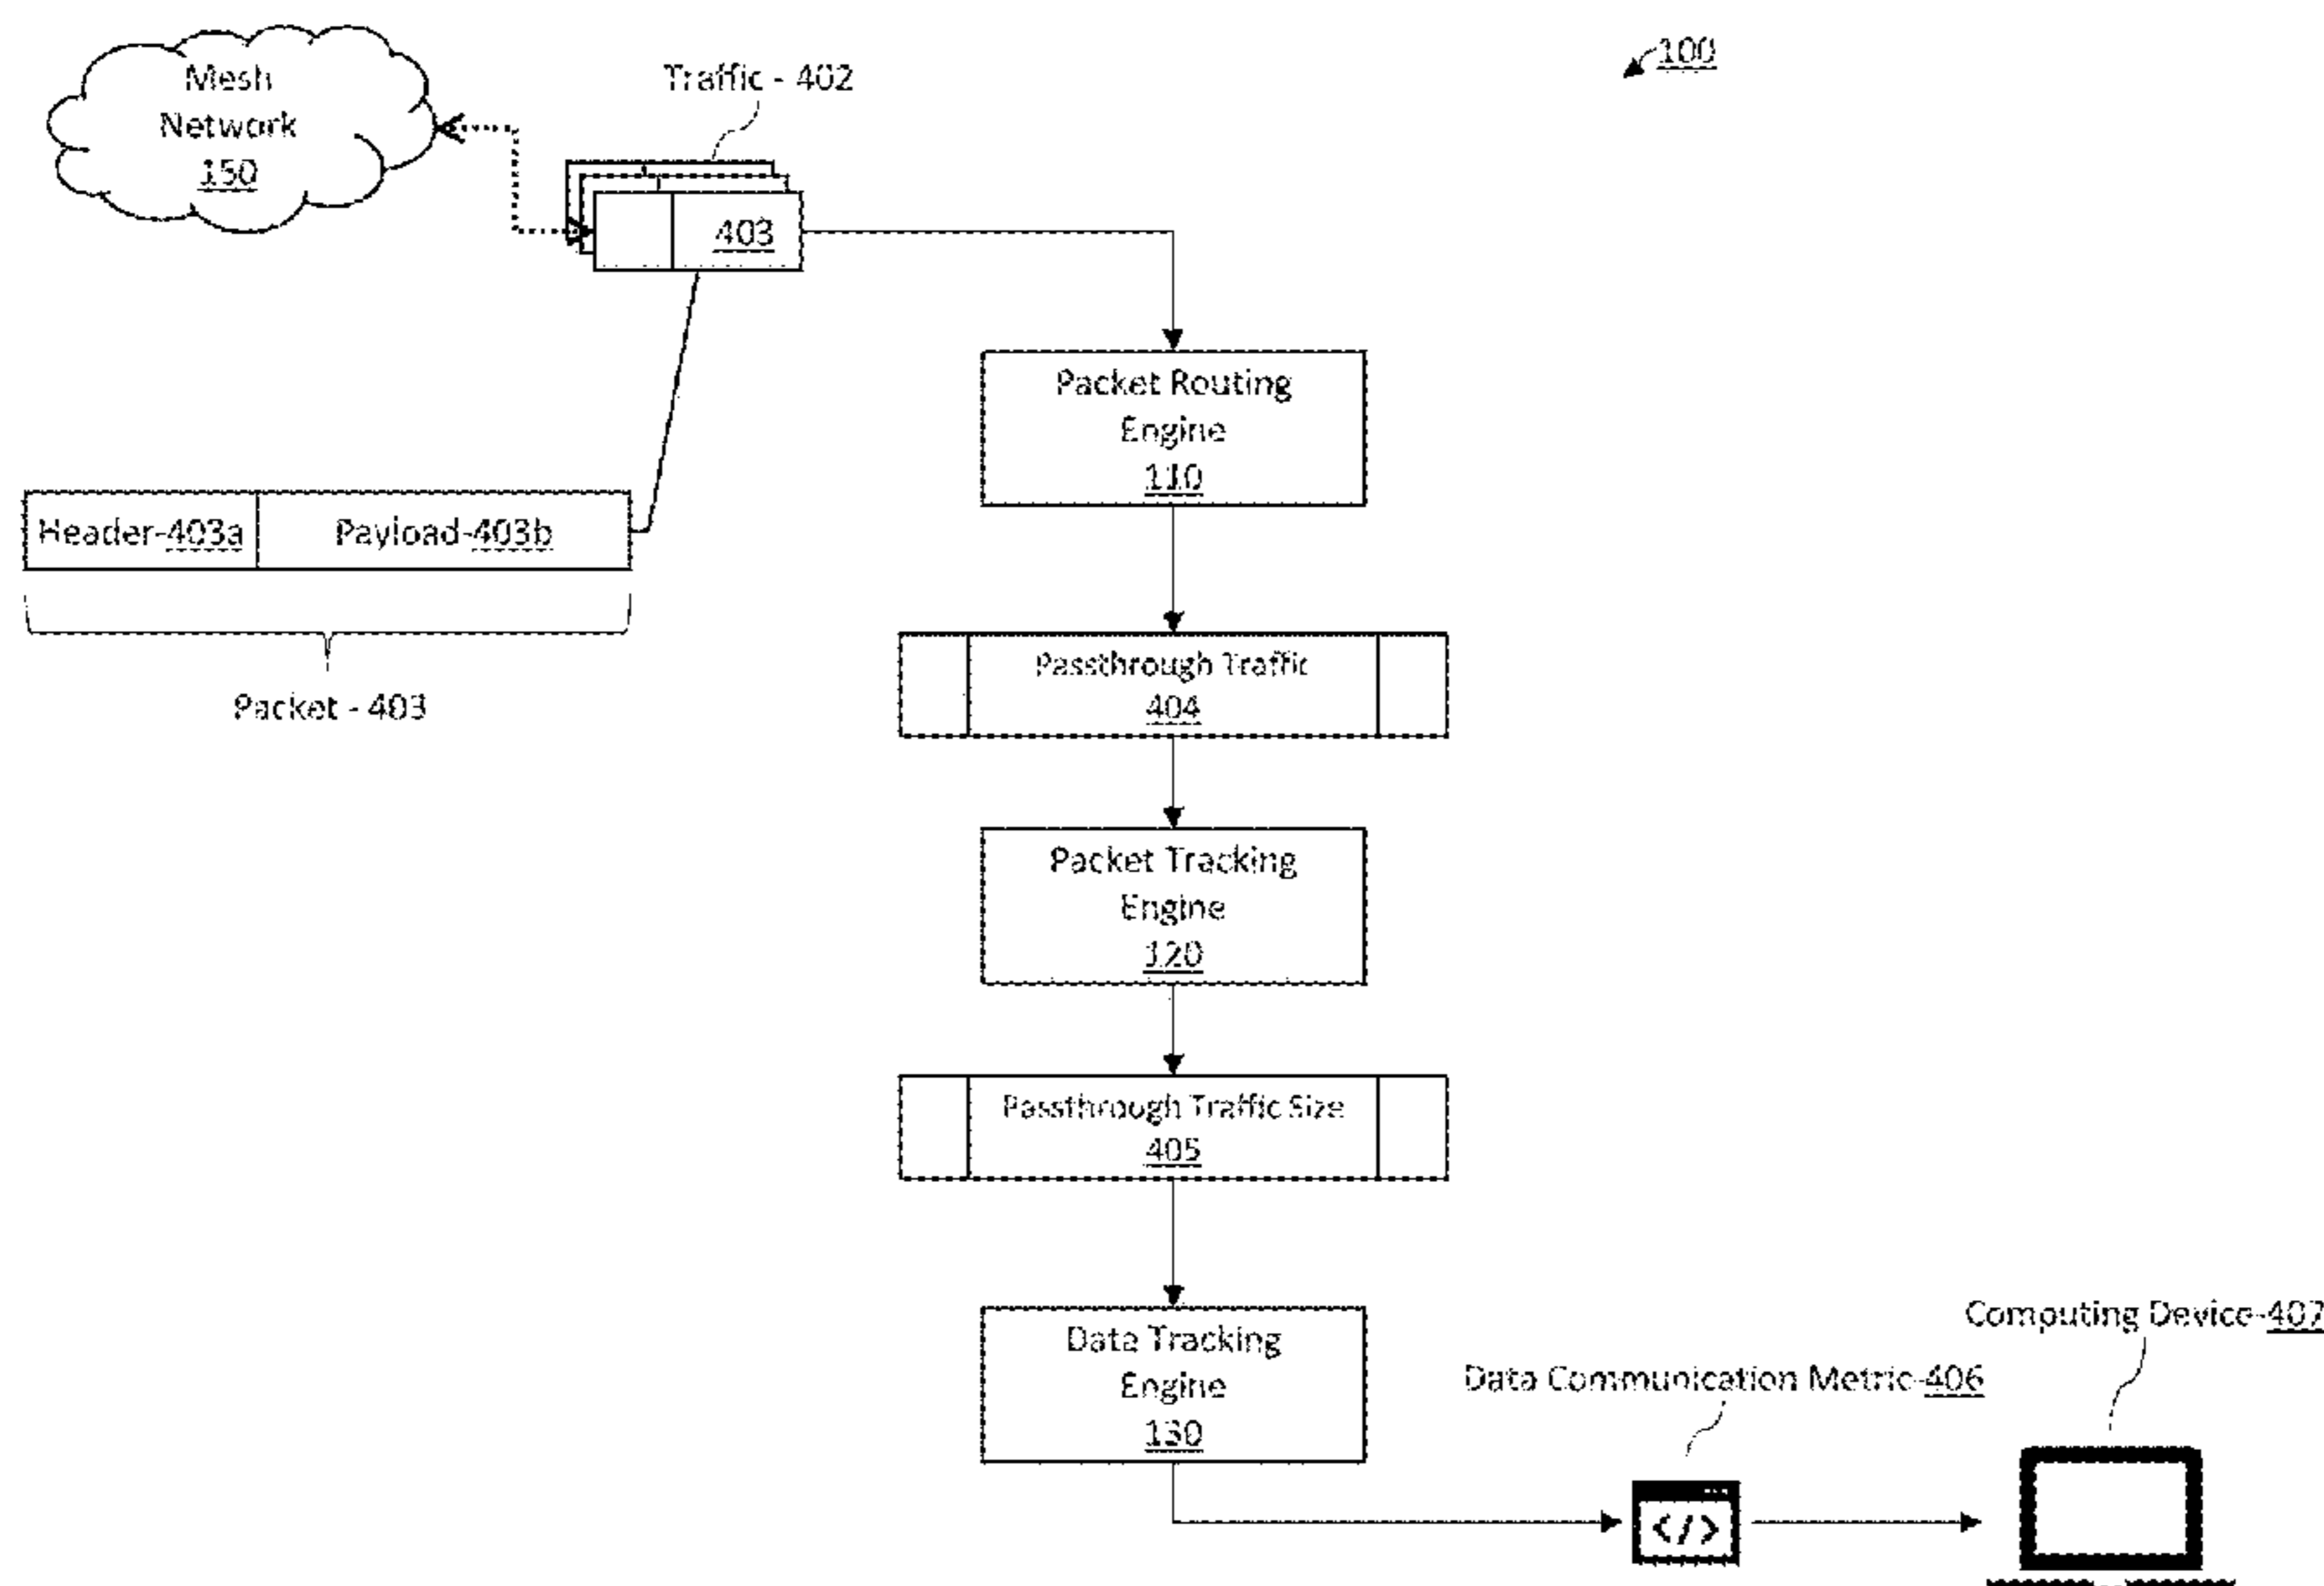 Mesh
Network
150
Traffic - 402
100
403
Packet Routing
Engine
110
Header-403a
Payload-403b
Packet - 403
Passthrough Traffic
404
Packet Tracking
Engine
120
Passthrough Traffic Size
405
Data Tracking
Engine
130
Computing Device-407
Data Communication Metric-406
</>